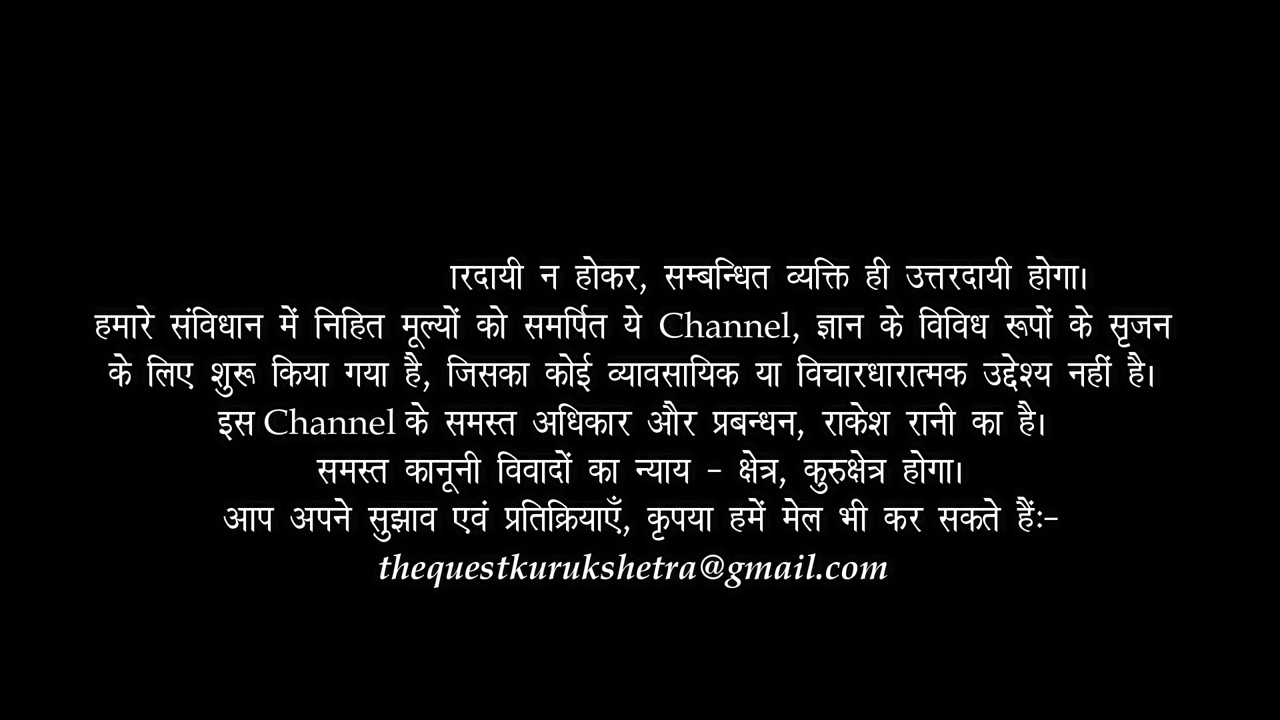 ारदायी न होकर, सम्बन्धित व्यक्ति ही उत्तरदायी होगा।
हमारे संविधान में निहित मूल्यों को समर्पित ये Channel, ज्ञान के विविध रूपों के सृजन
के लिए शुरू किया गया है, जिसका कोई व्यावसायिक या विचारधारात्मक उद्देश्य नहीं है।
इस Channel के समस्त अधिकार और प्रबन्धन, राकेश रानी का है।
समस्त कानूनी विवादों का न्याय - क्षेत्र, कुरुक्षेत्र होगा।
आप अपने सुझाव एवं प्रतिक्रियाएँ, कृपया हमें मेल भी कर सकते हैंः-
thequestkurukshetra@gmail.com